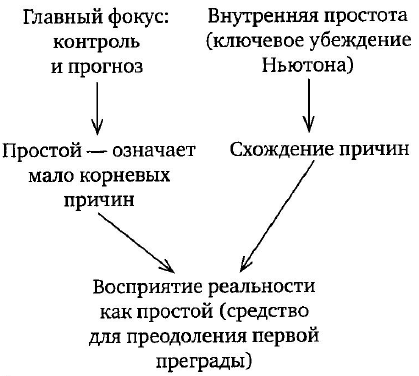 Главный фокус:
контроль
и прогноз
Внутренняя простота
(ключевое убеждение
Ньютона)
Простой — означает
мало корневых
причин
Схождение причин
Восприятие реальности
как простой (средство
для преодоления первой
преграды)